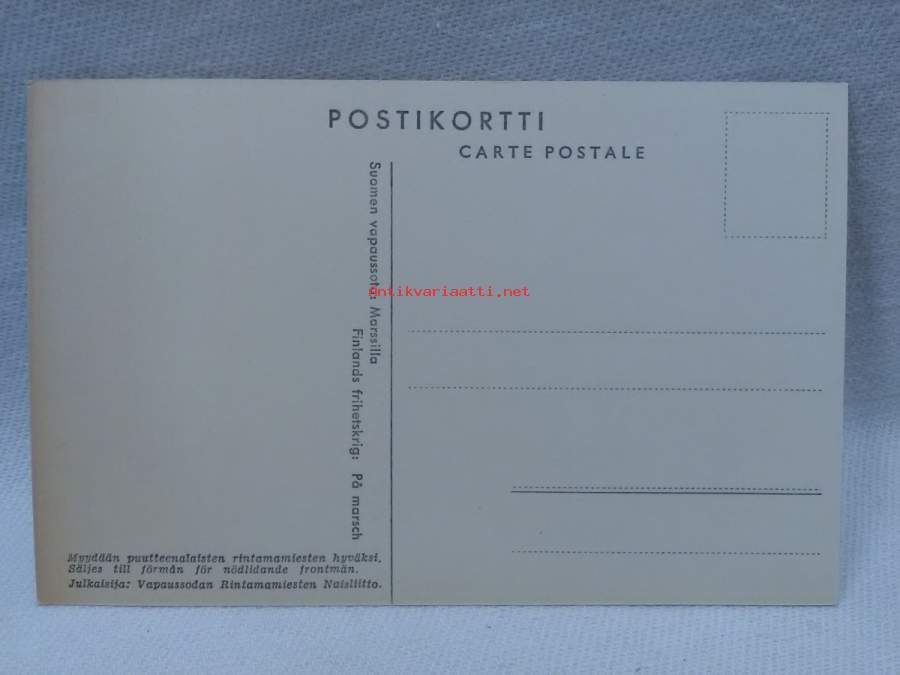 POSTIKORTTI
CARTE POSTALE
Suomen vapaussota: Marssilla
Finlands frihetskrig: På marsch
antikvariaatti.net
Myydään puutteenalaisten rintamamiesten hyväksi.
Säljes till förmån för nödlidande frontmän.
Julkaisija: Vapaussodan Rintamamiesten Naisliitto.